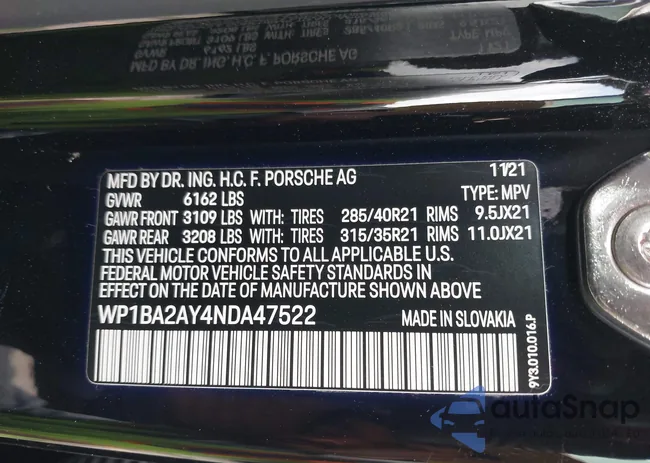 MFD BY DR. ING. H.C. F. PORSCHE AG 11/21
GVWR 6162 LBS TYPE: MPV
GAWR FRONT 3109 LBS WITH: TIRES 285/40R21 RIMS 9.5JX21
GAWR REAR 3208 LBS WITH: TIRES 315/35R21 RIMS 11.0JX21
THIS VEHICLE CONFORMS TO ALL APPLICABLE U.S.
FEDERAL MOTOR VEHICLE SAFETY STANDARDS IN
EFFECT ON THE DATE OF MANUFACTURE SHOWN ABOVE
WP1BA2AY4NDA47522 MADE IN SLOVAKIA
9Y3.010.016.P
autoSnap